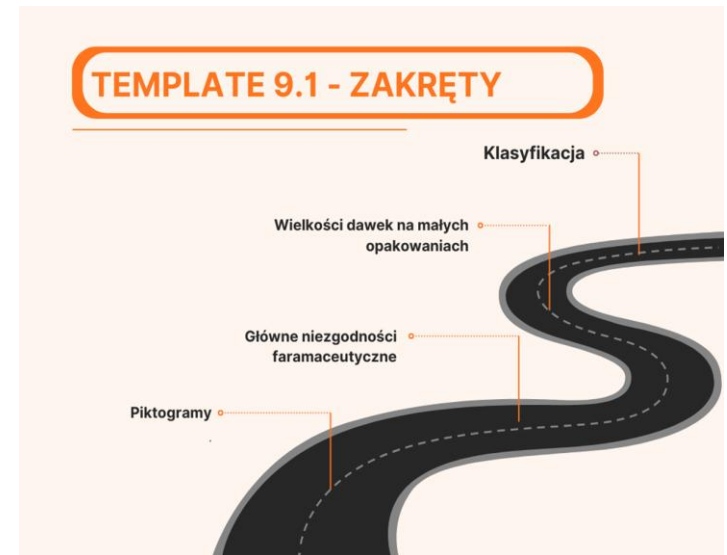 TEMPLATE 9.1 - ZAKRĘTY
Klasyfikacja
Wielkości dawek na małych
opakowaniach
Główne niezgodności
faramaceutyczne
Piktogramy